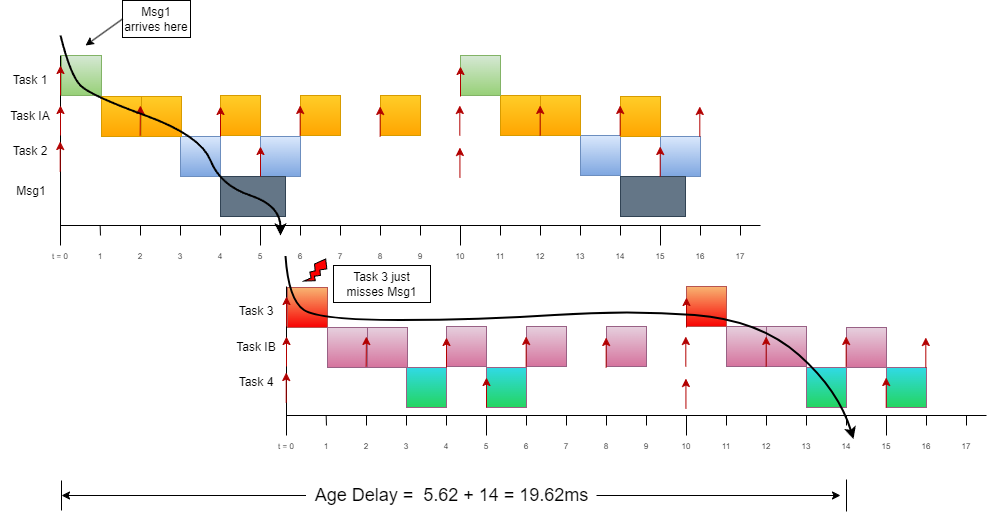 Msg1
arrives here
Task 1
Task IA
Task 2
Msg1
t = 0 1 2 3 4 5 6 7 8 9 10 11 12 13 14 15 16 17
Task 3 just
misses Msg1
Task 3
Task IB
Task 4
t = 0 1 2 3 4 5 6 7 8 9 10 11 12 13 14 15 16 17
Age Delay = 5.62 + 14 = 19.62ms